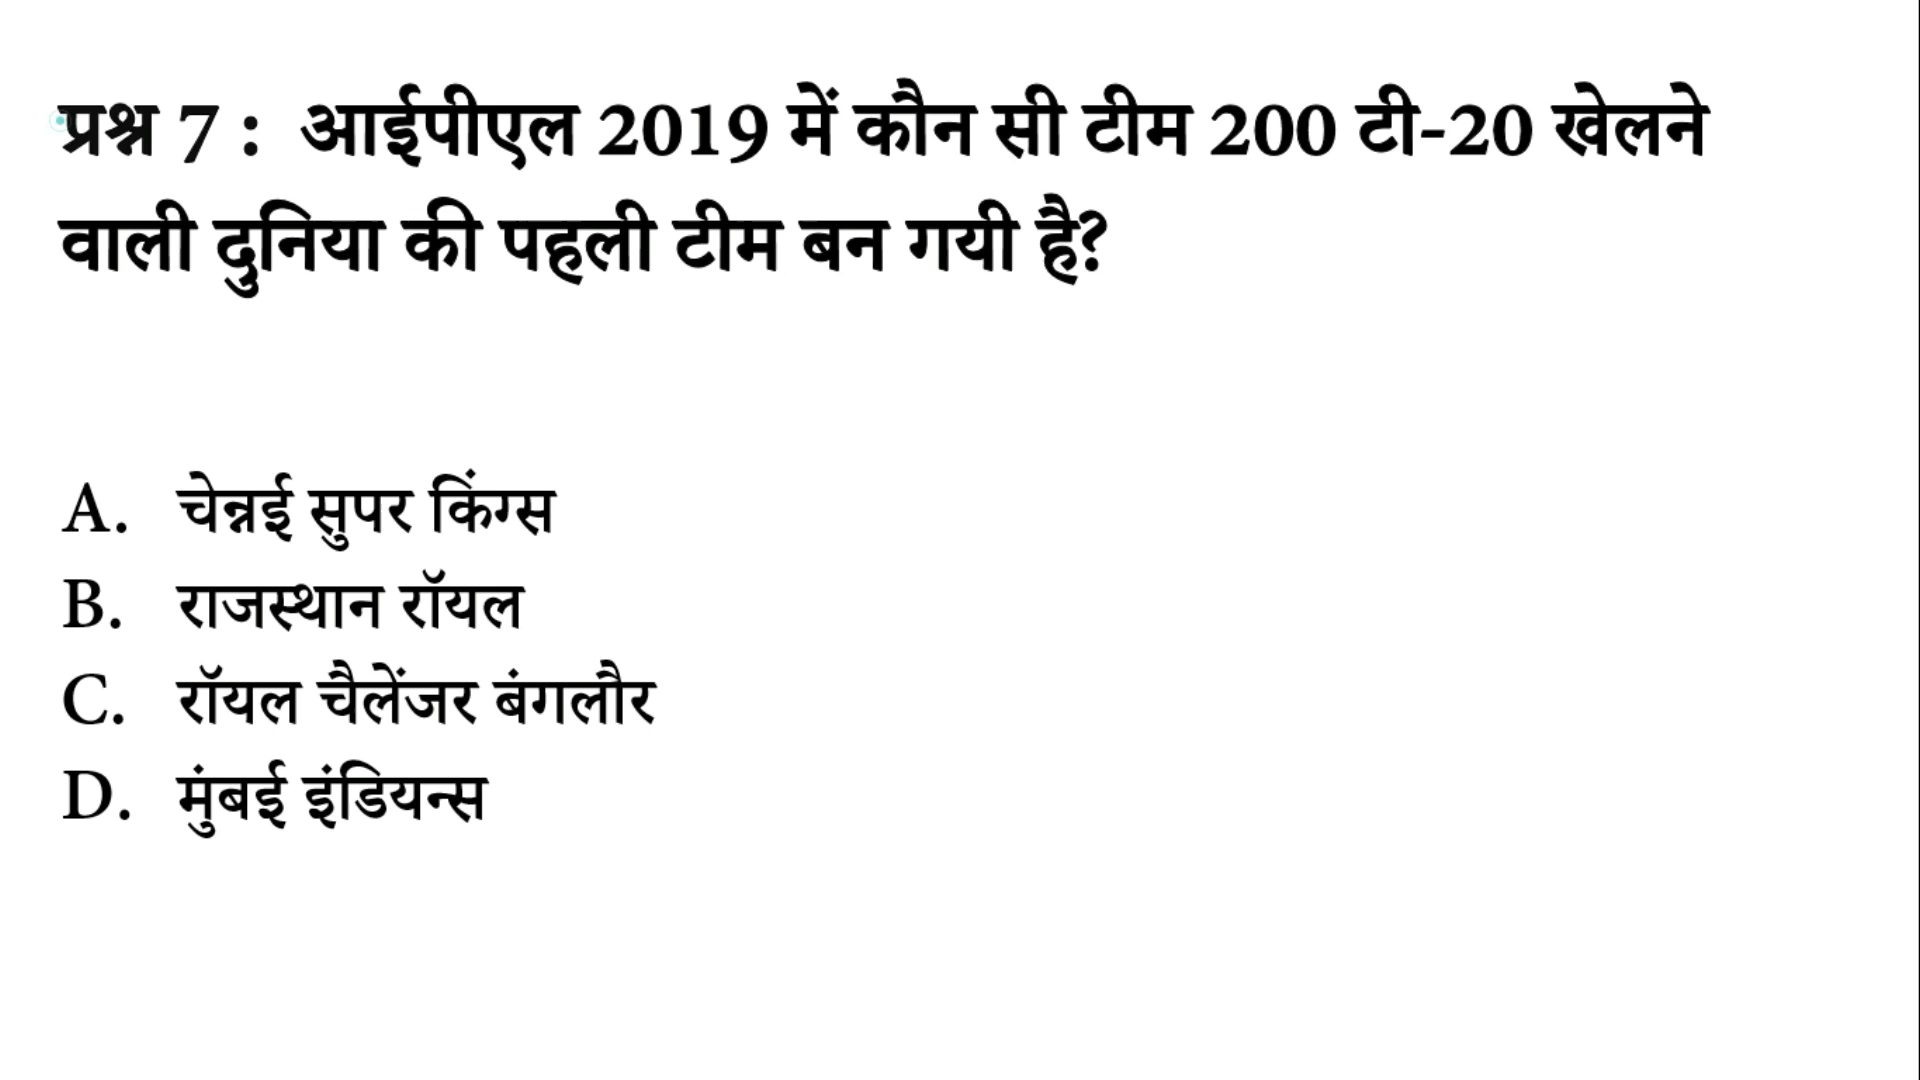 प्रश्न 7 : आईपीएल 2019 में कौन सी टीम 200 टी-20 खेलने
वाली दुनिया की पहली टीम बन गयी है?
A. चेन्नई सुपर किंग्स
B. राजस्थान रॉयल
C. रॉयल चैलेंजर बंगलौर
D. मुंबई इंडियन्स